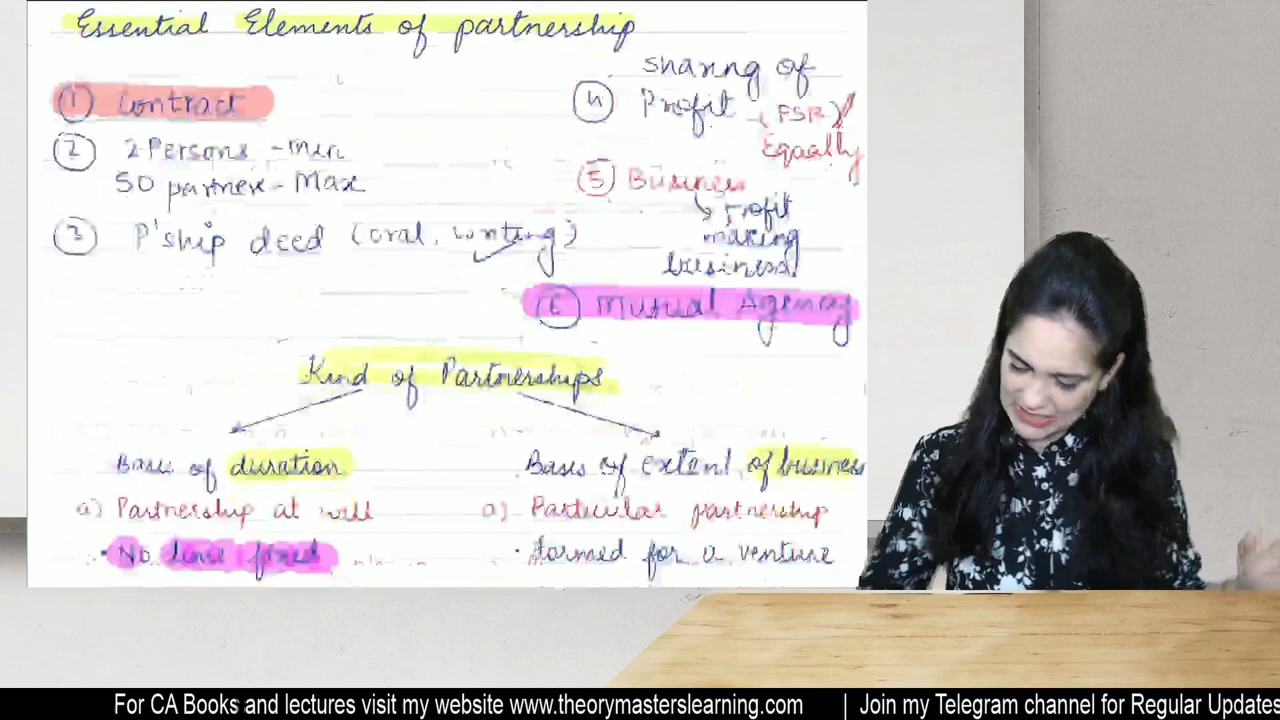 Essential Elements of partnership
① Contract
② 2 Persons - Min
50 partner - Max
③ P'ship deed (oral, writing)
sharing of
④ Profit (PSR)/
Equally
⑤ Business
↳ Profit
making
business
⑥ Mutual Agency
Kind of Partnerships
Basis of duration
a) Partnership at will
• No time fixed
Basis of extent of business
a) Particular partnership
• formed for a venture
For CA Books and lectures visit my website www.theorymasterslearning.com | Join my Telegram channel for Regular Updates